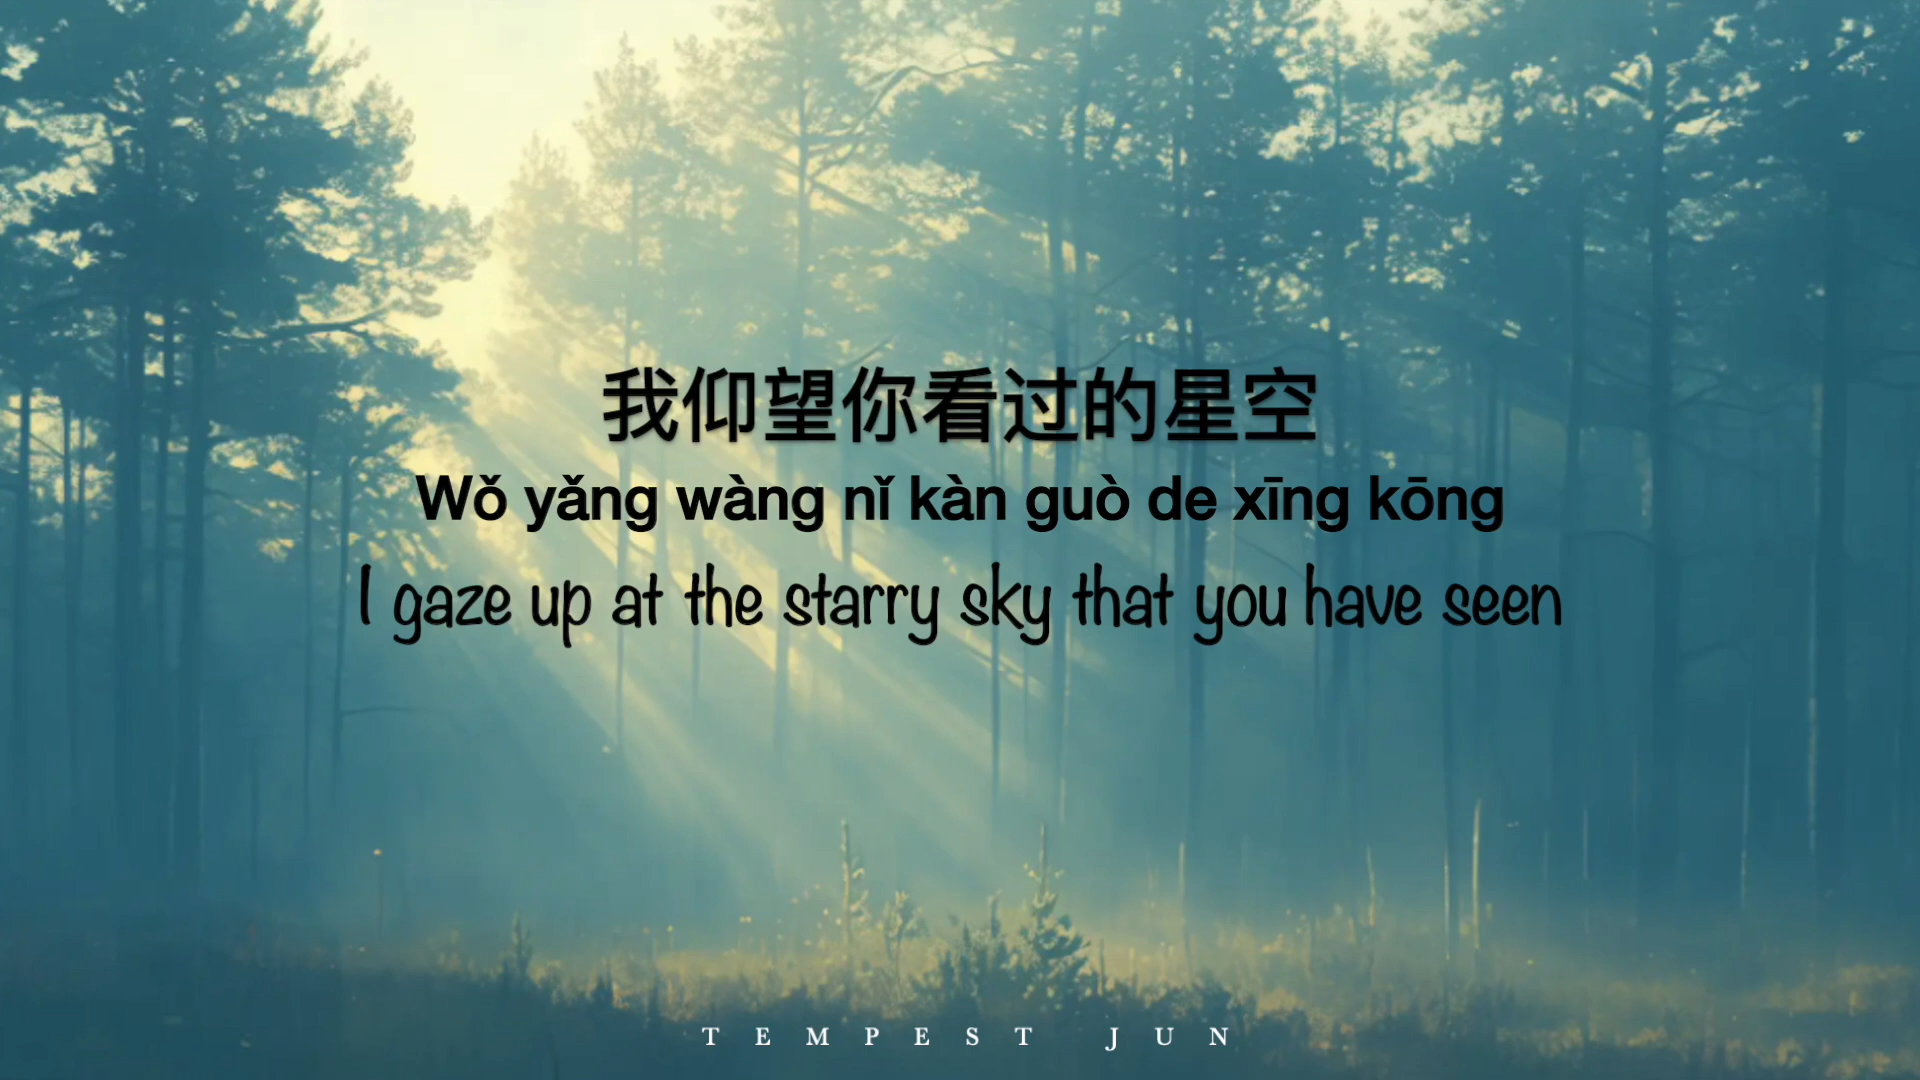 我仰望你看过的星空
Wǒ yǎng wàng nǐ kàn guò de xīng kōng
I gaze up at the starry sky that you have seen
TEMPEST JUN